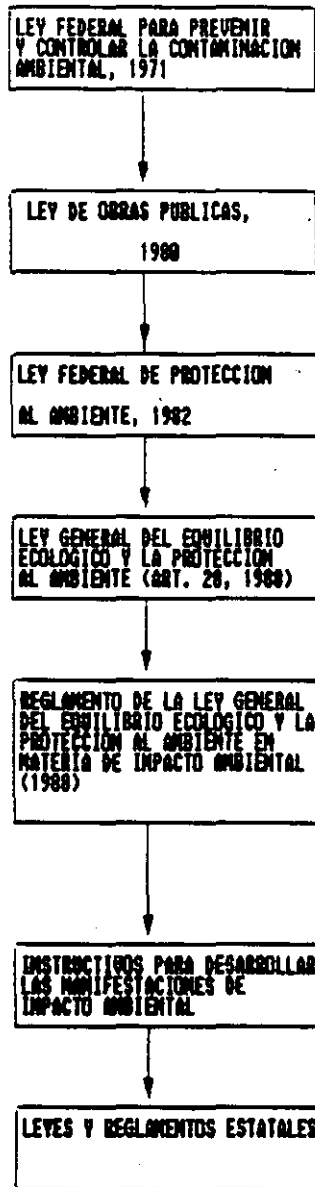 LEY FEDERAL PARA PREVENIR
Y CONTROLAR LA CONTAMINACION
AMBIENTAL, 1971
LEY DE OBRAS PUBLICAS,
1980
LEY FEDERAL DE PROTECCION
AL AMBIENTE, 1982
LEY GENERAL DEL EQUILIBRIO
ECOLOGICO Y LA PROTECCION
AL AMBIENTE (ART. 28, 1988)
REGLAMENTO DE LA LEY GENERAL
DEL EQUILIBRIO ECOLOGICO Y LA
PROTECCION AL AMBIENTE EN
MATERIA DE IMPACTO AMBIENTAL
(1988)
INSTRUCTIVOS PARA DESARROLLAR
LAS MANIFESTACIONES DE
IMPACTO AMBIENTAL
LEYES Y REGLAMENTOS ESTATALES